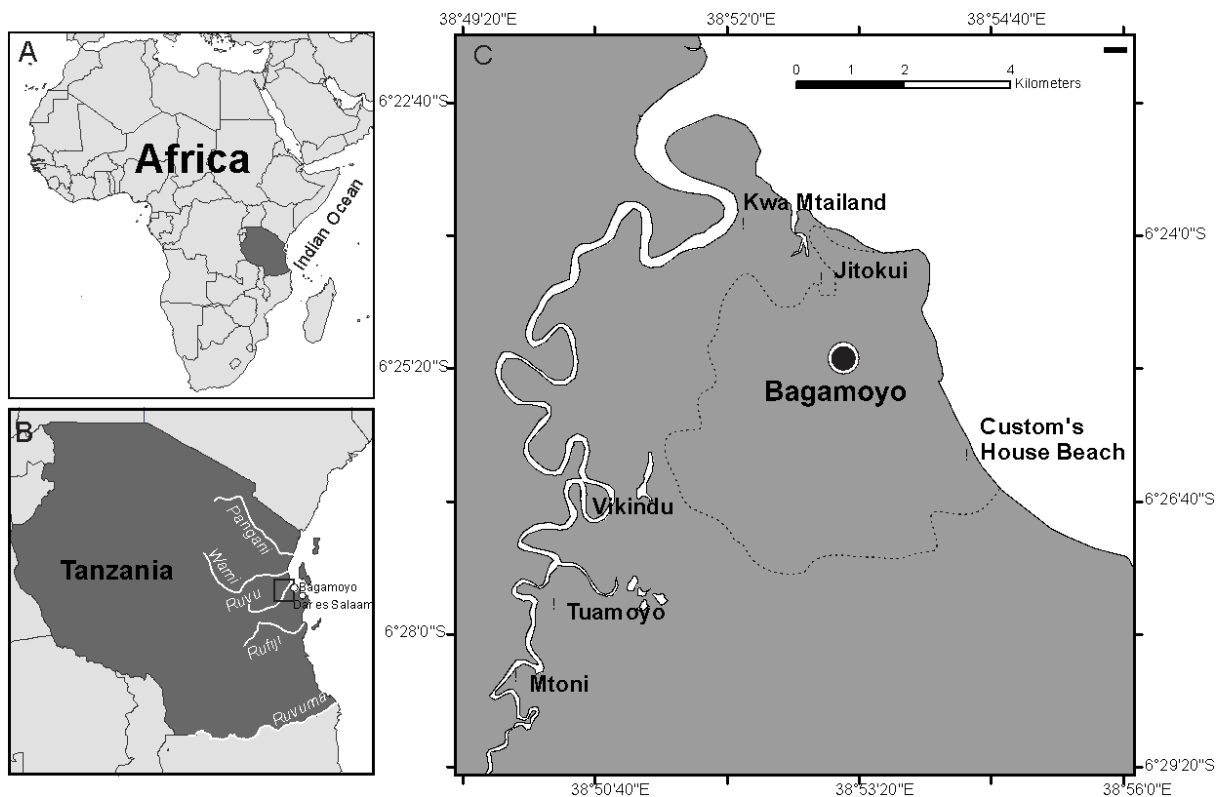 A
Africa
Indian Ocean
B
Pangani
Wami
Tanzania
Ruvu
Bagamoyo
Dar es Salaam
Rufiji
Ruvuma
38°49'20"E
38°52'0"E
38°54'40"E
C
0 1 2 4
Kilometers
6°22'40"S
Kwa Mtailand
6°24'0"S
6°24'0"S
Jitokui
6°25'20"S
Bagamoyo
Custom's
House Beach
Vikindu
6°26'40"S
Tuamoyo
6°28'0"S
Mtoni
6°29'20"S
38°50'40"E
38°53'20"E
38°56'0"E